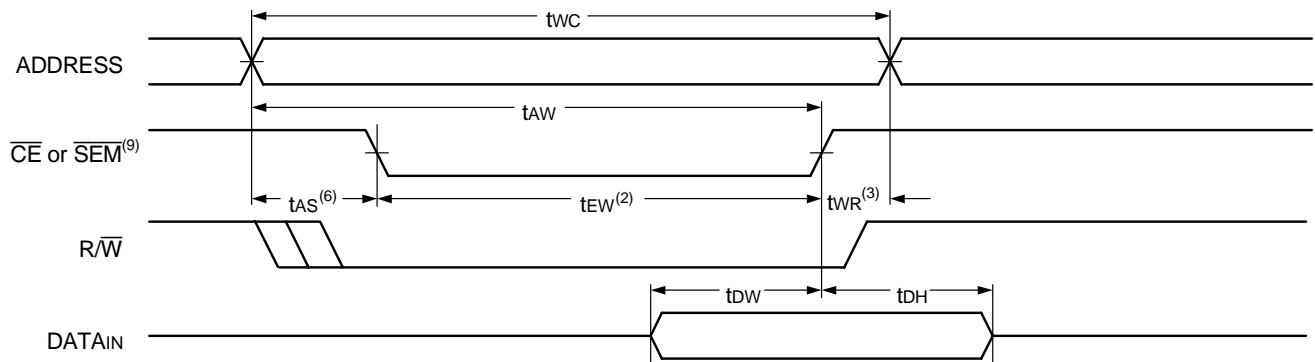 tWC
ADDRESS
tAW
CE or SEM(9)
tAS(6) tEW(2) tWR(3)
R/W
tDW tDH
DATAIN